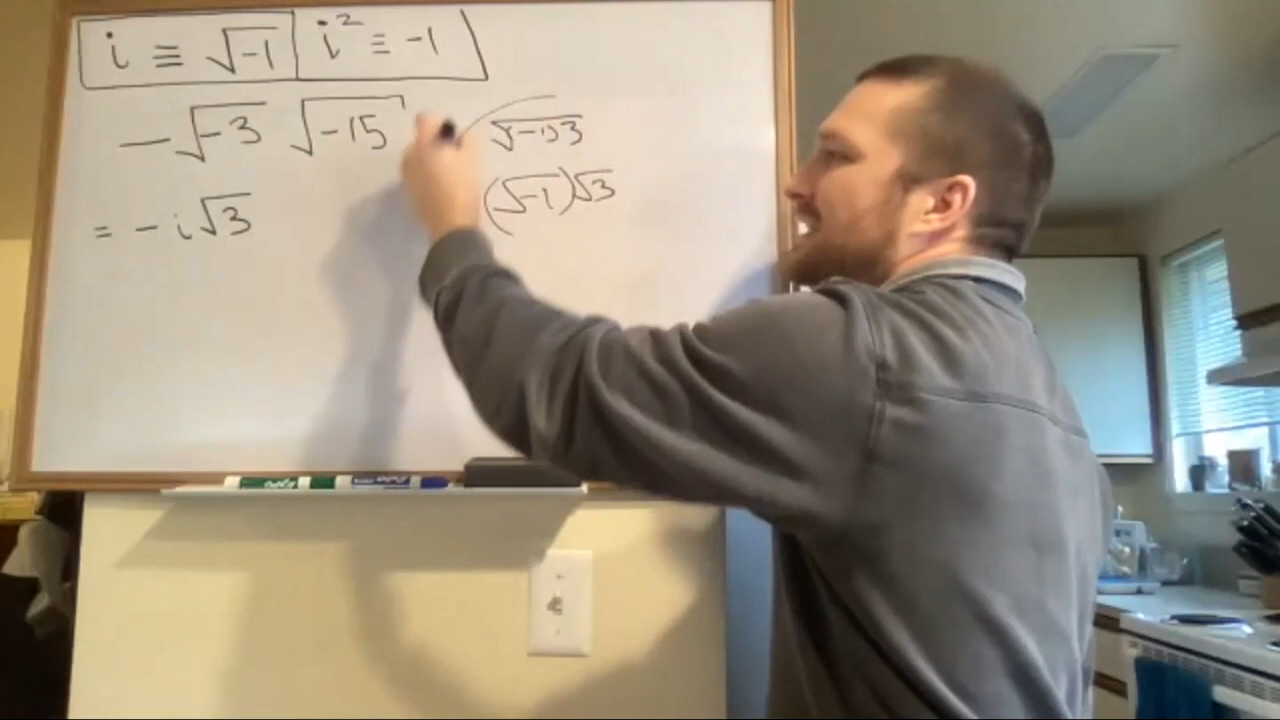 i ≡ √-1 i² ≡ -1
-√-3 √-15
= -i√3
√(-1)3
(√-1)√3